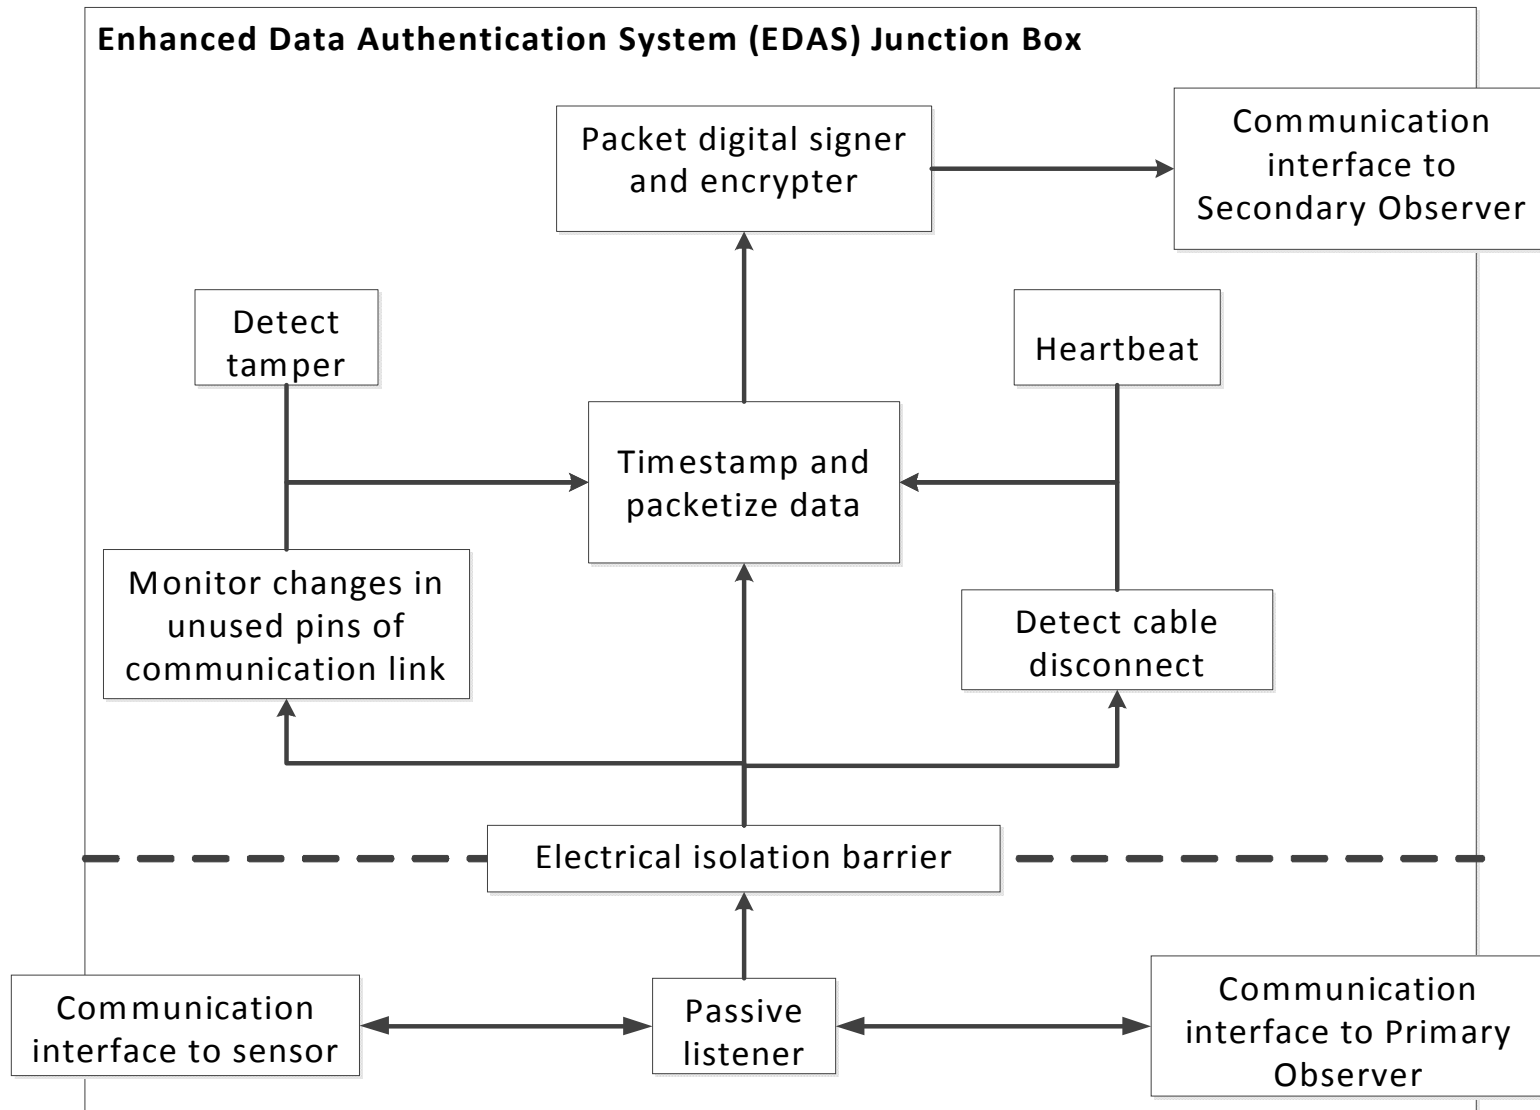 Enhanced Data Authentication System (EDAS) Junction Box
Packet digital signer
and encrypter
Communication
interface to
Secondary Observer
Detect
tamper
Heartbeat
Timestamp and
packetize data
Monitor changes in
unused pins of
communication link
Detect cable
disconnect
Electrical isolation barrier
Communication
interface to sensor
Passive
listener
Communication
interface to Primary
Observer